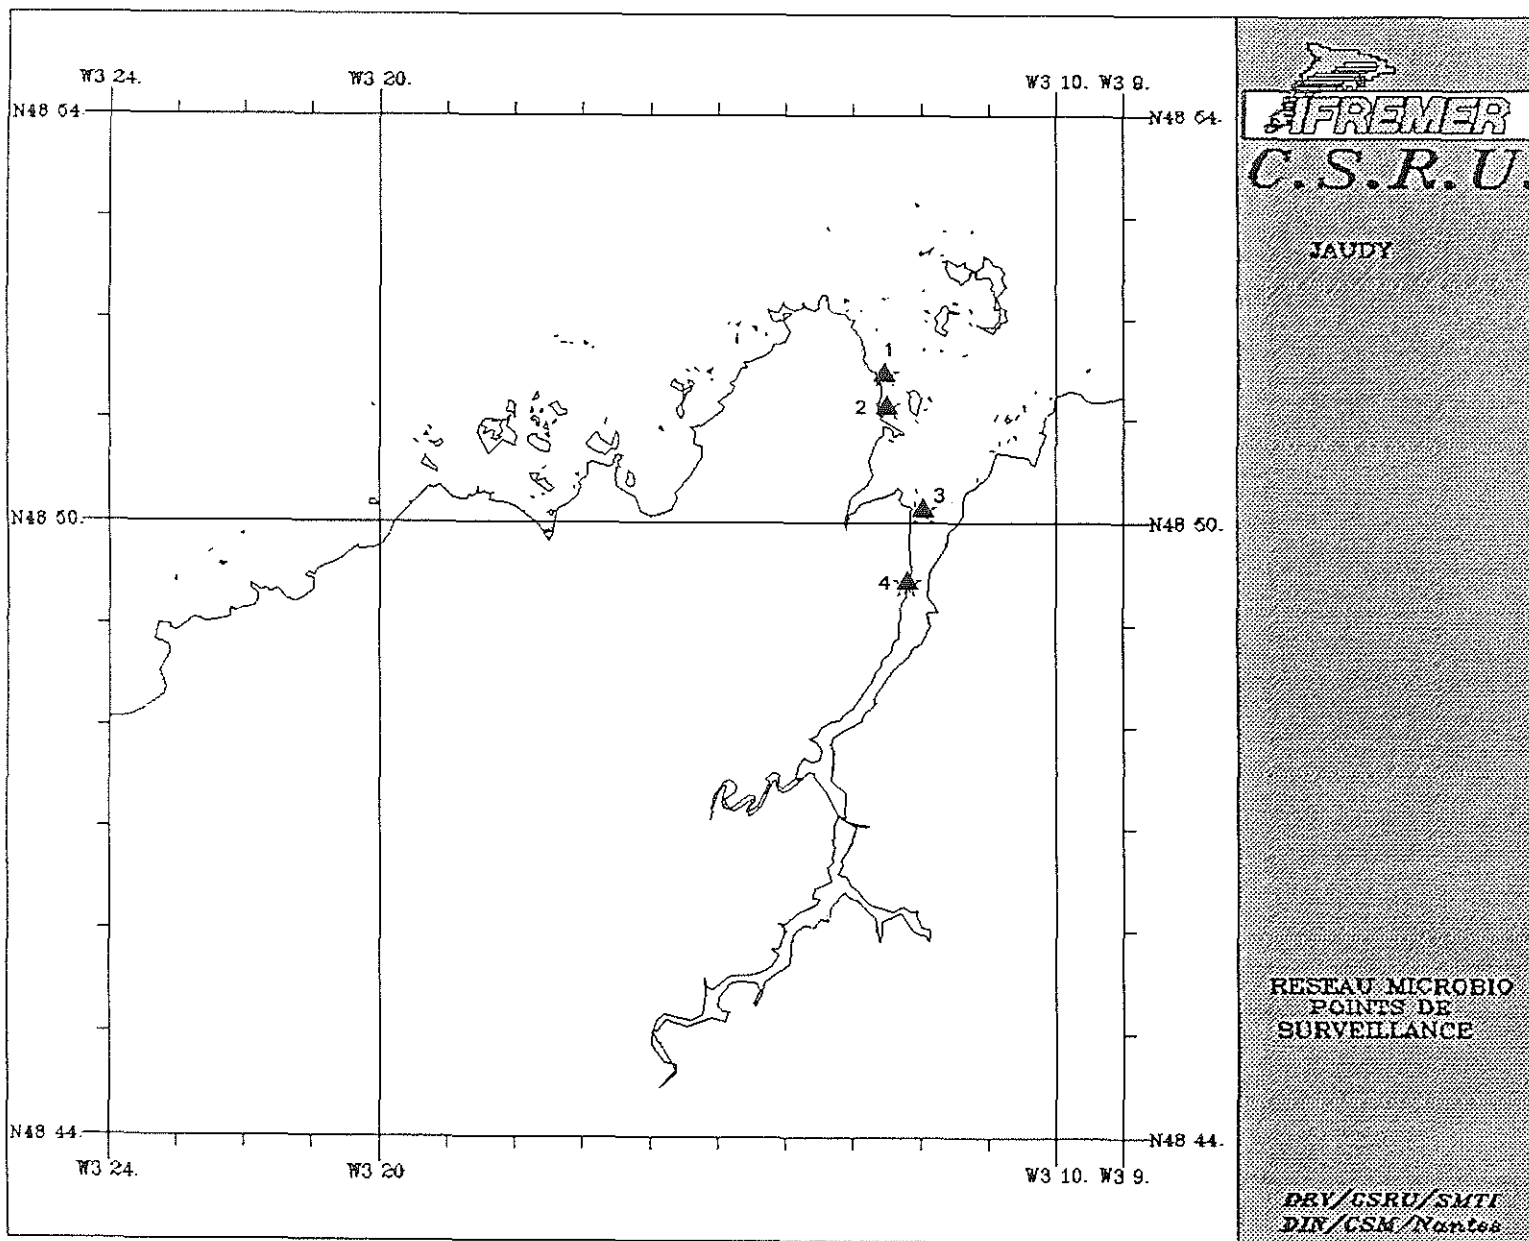 W3 24.
W3 20.
W3 10. W3 9.
N48 54.
N48 54.
1
2
3
N48 50.
N48 50.
4
N48 44.
N48 44.
W3 24.
W3 20
W3 10. W3 9.
IFREMER
C.S.R.U.
JAUDY
RESEAU MICROBIO
POINTS DE
SURVEILLANCE
DRV/CSRU/SMTI
DIN/CSM/Nantes